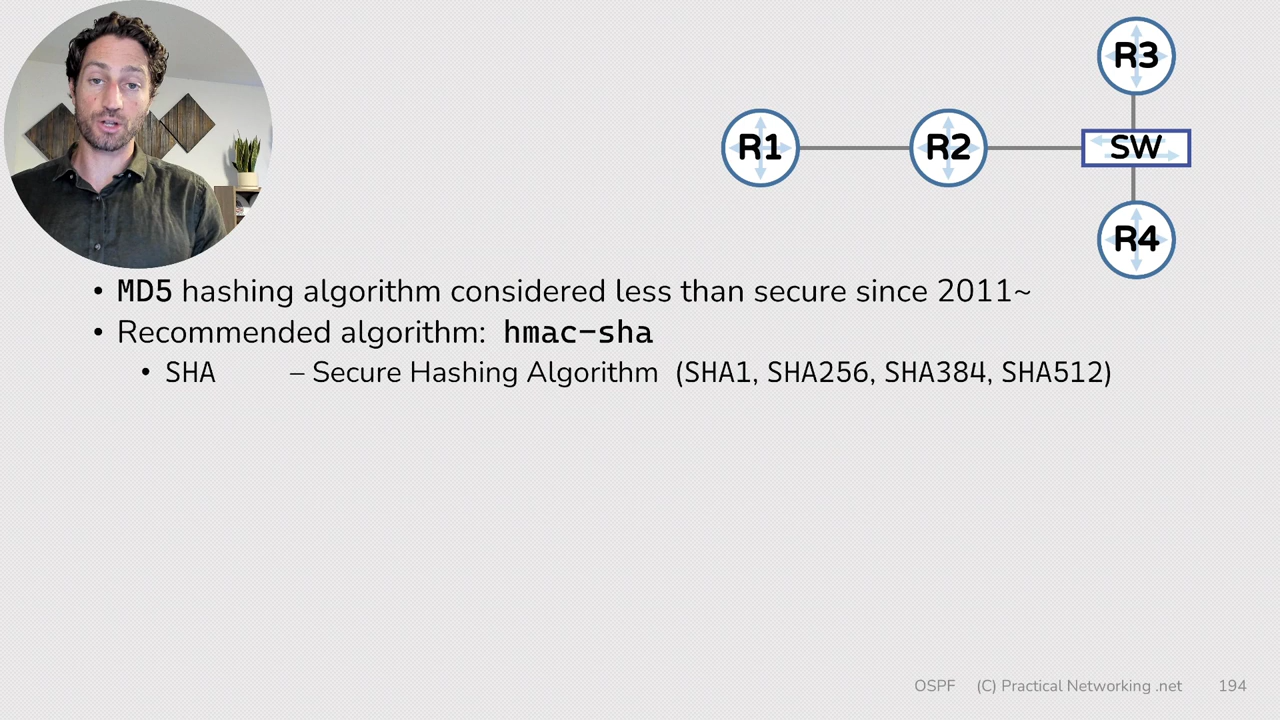 R3
R1
R2
SW
R4
• MD5 hashing algorithm considered less than secure since 2011~
• Recommended algorithm: hmac-sha
• SHA – Secure Hashing Algorithm (SHA1, SHA256, SHA384, SHA512)
OSPF (C) Practical Networking .net 194